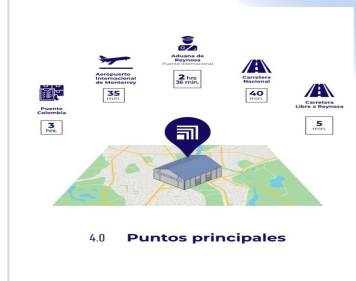 Aduana de
Reynosa
Puente Internacional
2 hrs
36 min.
Aeropuerto
Internacional
de Monterrey
35
min.
Carretera
Nacional
40
min.
Puente
Colombia
3
hrs.
Carretera
Libre a Reynosa
5
min.
4.0 Puntos principales